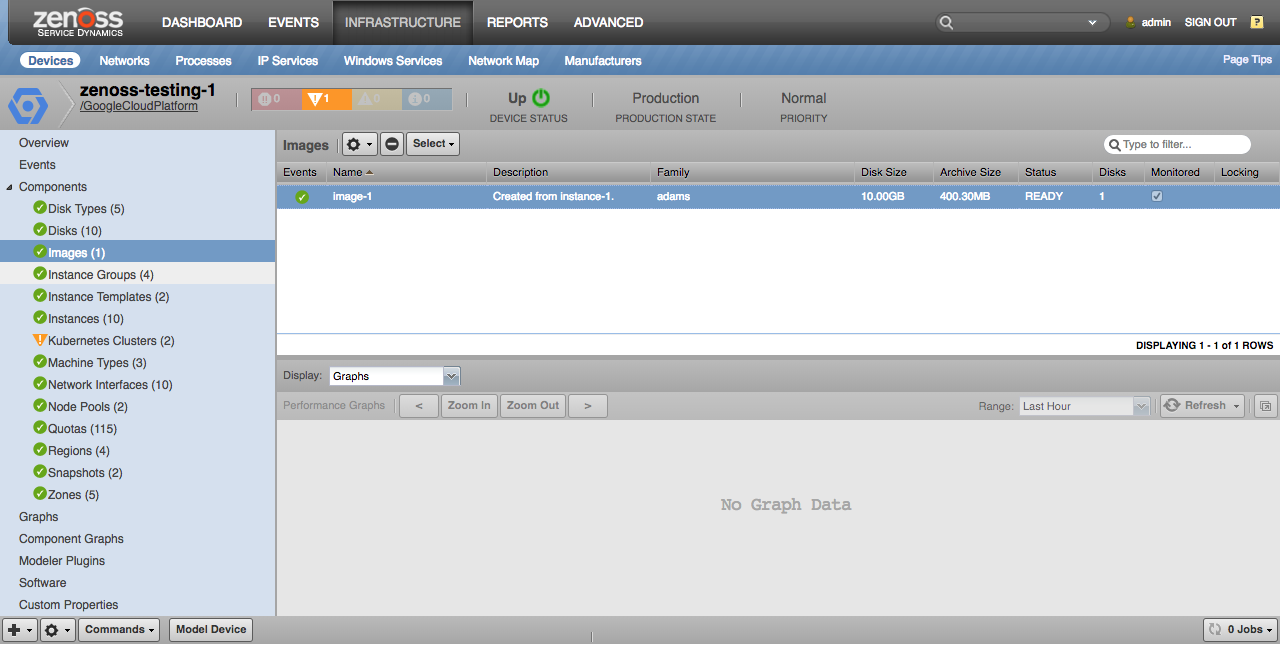 zenoss
SERVICE DYNAMICS
DASHBOARD EVENTS INFRASTRUCTURE REPORTS ADVANCED
admin SIGN OUT ?
Devices Networks Processes IP Services Windows Services Network Map Manufacturers
Page Tips
zenoss-testing-1
/GoogleCloudPlatform
0 1 0 0
Up
DEVICE STATUS
Production
PRODUCTION STATE
Normal
PRIORITY
Overview
Events
Components
Disk Types (5)
Disks (10)
Images (1)
Instance Groups (4)
Instance Templates (2)
Instances (10)
Kubernetes Clusters (2)
Machine Types (3)
Network Interfaces (10)
Node Pools (2)
Quotas (115)
Regions (4)
Snapshots (2)
Zones (5)
Graphs
Component Graphs
Modeler Plugins
Software
Custom Properties
Images Select Type to filter...
Events Name Description Family Disk Size Archive Size Status Disks Monitored Locking
image-1 Created from instance-1. adams 10.00GB 400.30MB READY 1
DISPLAYING 1 - 1 of 1 ROWS
Display: Graphs
Performance Graphs < Zoom In Zoom Out > Range: Last Hour Refresh
No Graph Data
Commands Model Device 0 Jobs